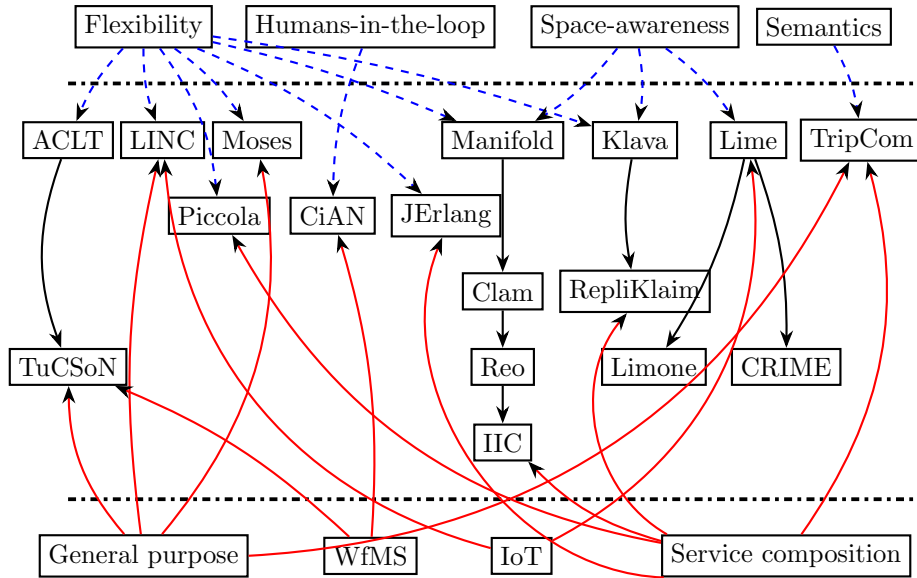 Flexibility
Humans-in-the-loop
Space-awareness
Semantics
ACLT
LINC
Moses
Manifold
Klava
Lime
TripCom
Piccola
CiAN
JErlang
Clam
RepliKlaim
TuCSoN
Reo
Limone
CRIME
IIC
General purpose
WfMS
IoT
Service composition